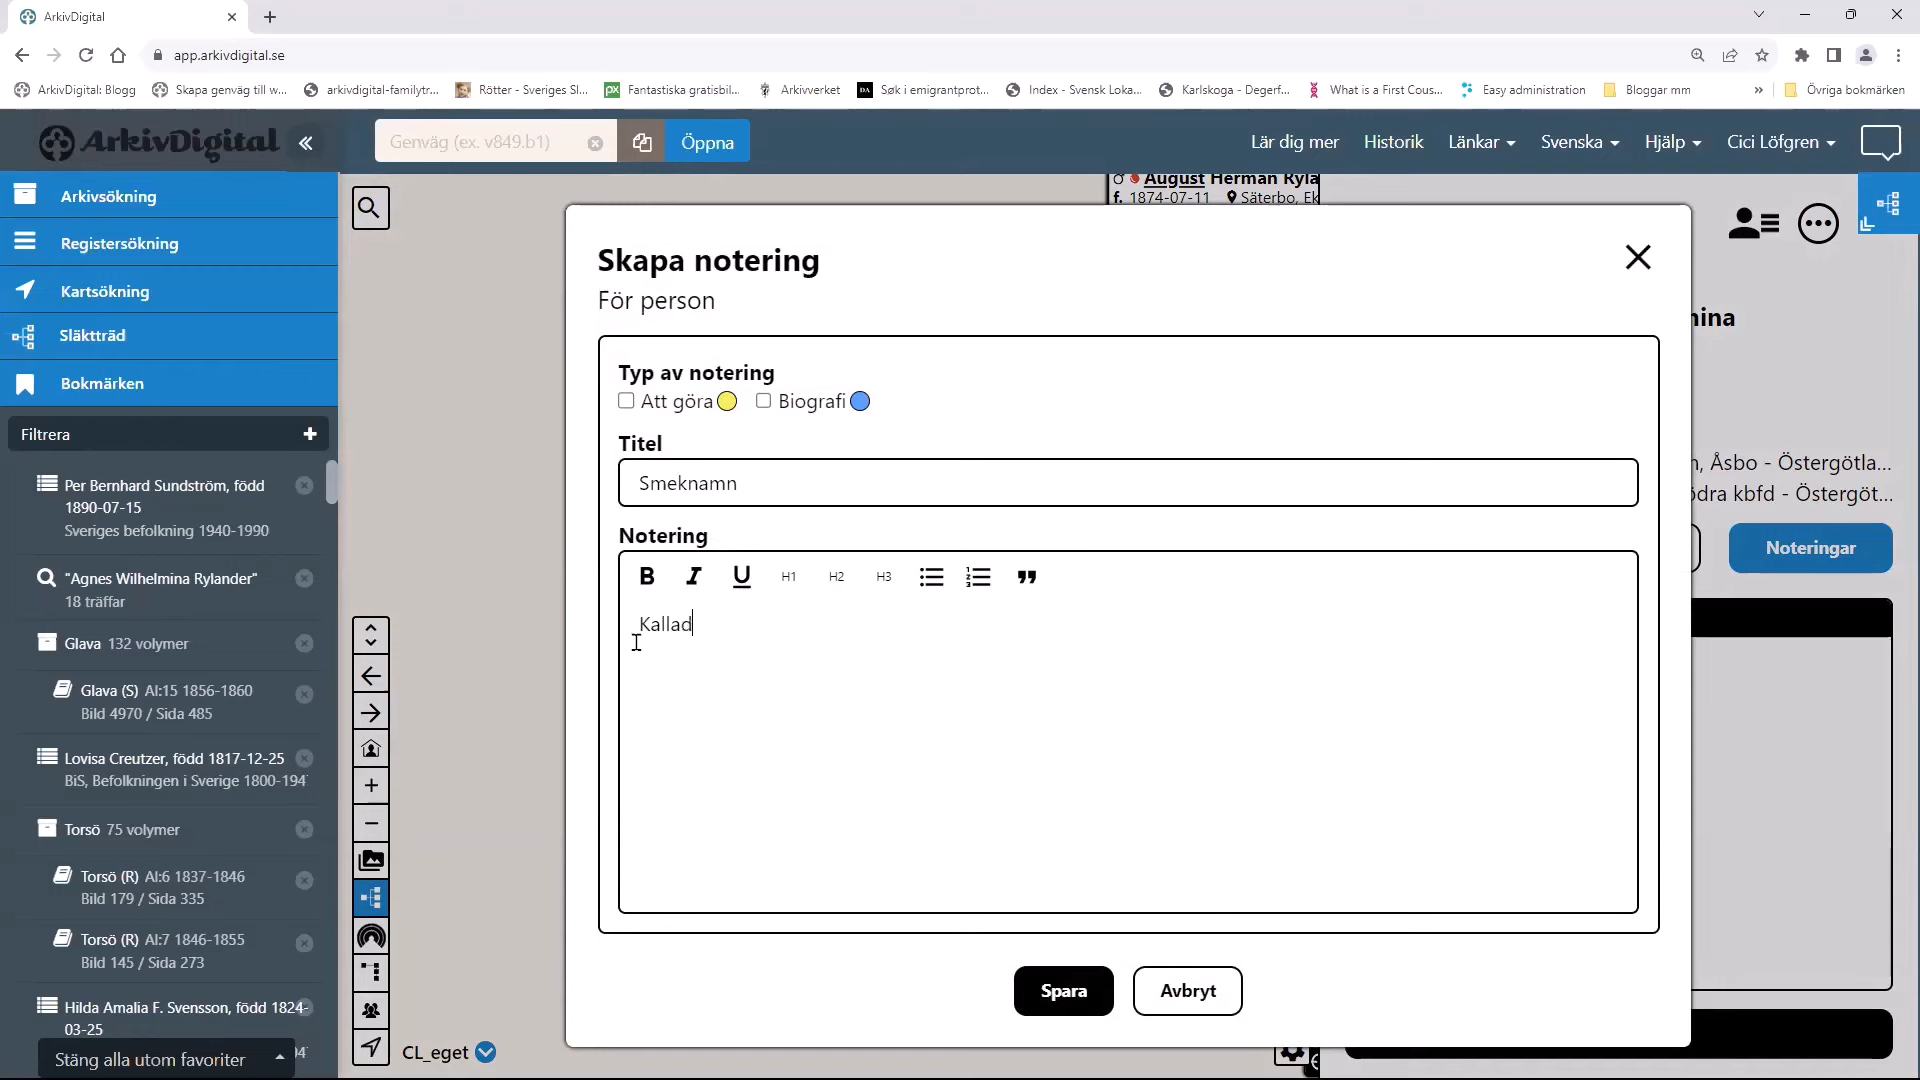 ArkivDigital
app.arkivdigital.se
ArkivDigital: Blogg
Skapa genväg till w...
arkivdigital-familytr...
Rötter - Sveriges Sl...
Fantastiska gratisbil...
Arkivverket
Søk i emigrantprot...
Index - Svensk Loka...
Karlskoga - Degerf...
What is a First Cous...
Easy administration
Bloggar mm
»
Övriga bokmärken
ArkivDigital
Genväg (ex. v849.b1)
Öppna
Lär dig mer
Historik
Länkar
Svenska
Hjälp
Cici Löfgren
Arkivsökning
Registersökning
Kartsökning
Släktträd
Bokmärken
Filtrera
Per Bernhard Sundström, född
1890-07-15
Sveriges befolkning 1940-1990
"Agnes Wilhelmina Rylander"
18 träffar
Glava 132 volymer
Glava (S) AI:15 1856-1860
Bild 4970 / Sida 485
Lovisa Creutzer, född 1817-12-25
BiS, Befolkningen i Sverige 1800-194
Torsö 75 volymer
Torsö (R) AI:6 1837-1846
Bild 179 / Sida 335
Torsö (R) AI:7 1846-1855
Bild 145 / Sida 273
Hilda Amalia F. Svensson, född 1824-
03-25
Stäng alla utom favoriter
August Herman Ryla
f. 1874-07-11 Säterbo, Ek
Skapa notering
För person
Typ av notering
Att göra
Biografi
Titel
Smeknamn
Notering
B I U H1 H2 H3
Kallad
Spara
Avbryt
CL_eget
nina
n, Åsbo - Östergötla...
ödra kbfd - Östergöt...
Noteringar